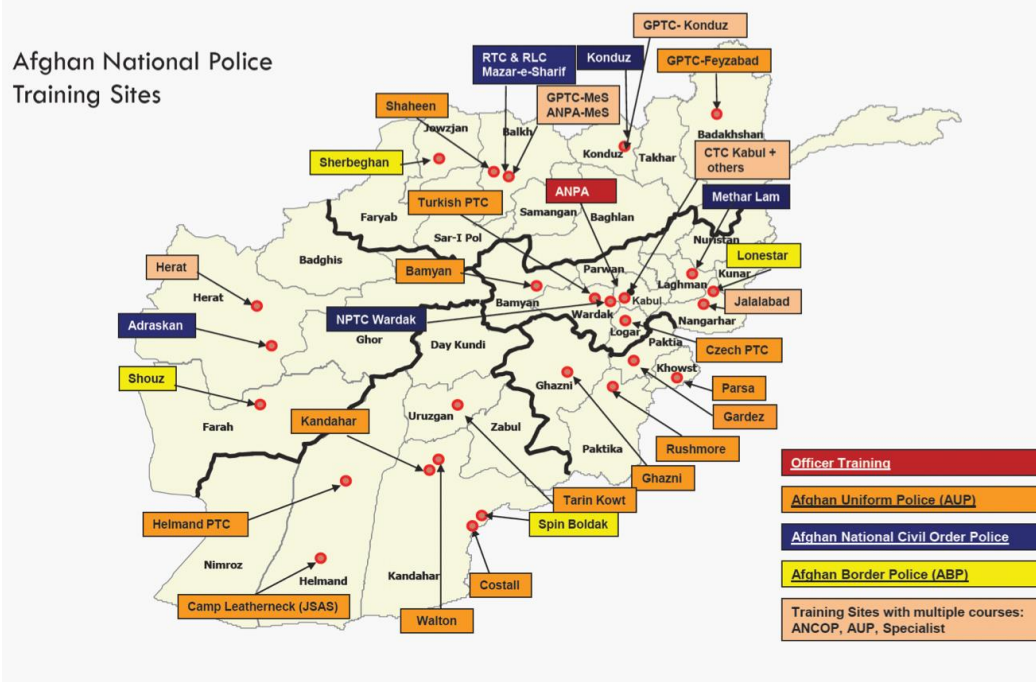 Afghan National Police
Training Sites
GPTC- Konduz
RTC & RLC
Mazar-e-Sharif
Konduz
GPTC-Feyzabad
GPTC-MeS
ANPA-MeS
Shaheen
Jowzjan
Balkh
Badakhshan
Konduz
Takhar
CTC Kabul +
others
Sherbeghan
ANPA
Methar Lam
Turkish PTC
Faryab
Samangan
Baghlan
Sar-I Pol
Nuristan
Lonestar
Badghis
Herat
Bamyan
Parwan
Kunar
Laghman
Herat
Bamyan
Kabul
Jalalabad
Adraskan
NPTC Wardak
Wardak
Nangarhar
Ghor
Day Kundi
Logar
Paktia
Czech PTC
Khowst
Shouz
Ghazni
Parsa
Kandahar
Uruzgan
Gardez
Farah
Zabul
Paktika
Rushmore
Ghazni
Officer Training
Tarin Kowt
Afghan Uniform Police (AUP)
Helmand PTC
Spin Boldak
Afghan National Civil Order Police
Nimroz
Helmand
Kandahar
Costall
Afghan Border Police (ABP)
Camp Leatherneck (JSAS)
Walton
Training Sites with multiple courses:
ANCOP, AUP, Specialist